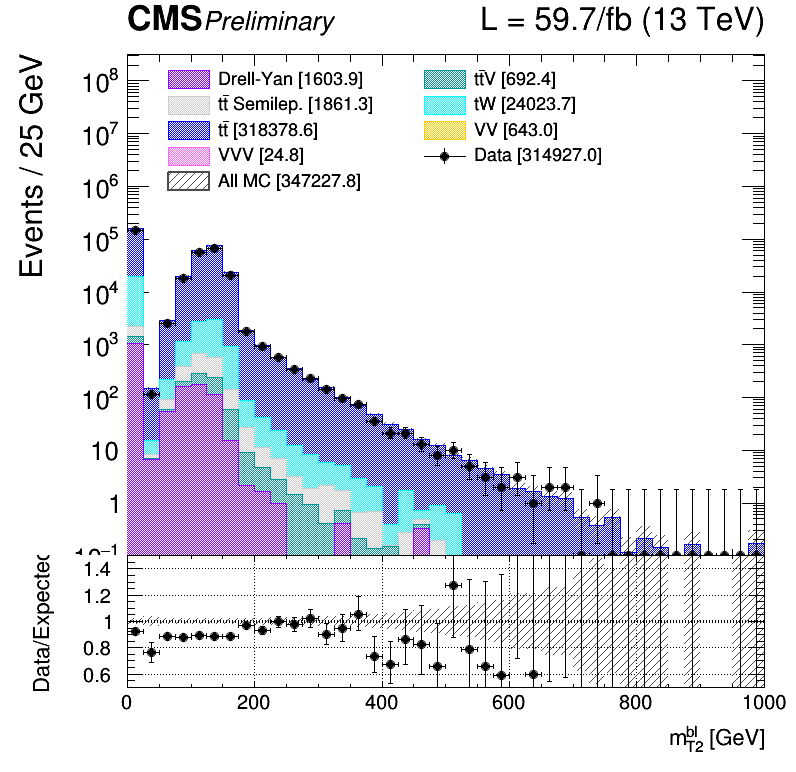 CMS Preliminary L = 59.7/fb (13 TeV)
Events / 25 GeV
10⁸
10⁷
10⁶
10⁵
10⁴
10³
10²
10
1
10⁻¹
Drell-Yan [1603.9]
tt̄ Semilep. [1861.3]
tt̄ [318378.6]
VVV [24.8]
All MC [347227.8]
tt̄V [692.4]
tW [24023.7]
VV [643.0]
Data [314927.0]
Data/Expected
1.4
1.2
1
0.8
0.6
0 200 400 600 800 1000
m_{T2}^{bl} [GeV]